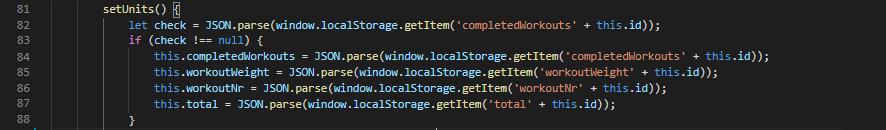 81 setUnits() {
82 let check = JSON.parse(window.localStorage.getItem('completedWorkouts' + this.id));
83 if (check !== null) {
84 this.completedWorkouts = JSON.parse(window.localStorage.getItem('completedWorkouts' + this.id));
85 this.workoutWeight = JSON.parse(window.localStorage.getItem('workoutWeight' + this.id));
86 this.workoutNr = JSON.parse(window.localStorage.getItem('workoutNr' + this.id));
87 this.total = JSON.parse(window.localStorage.getItem('total' + this.id));
88 }